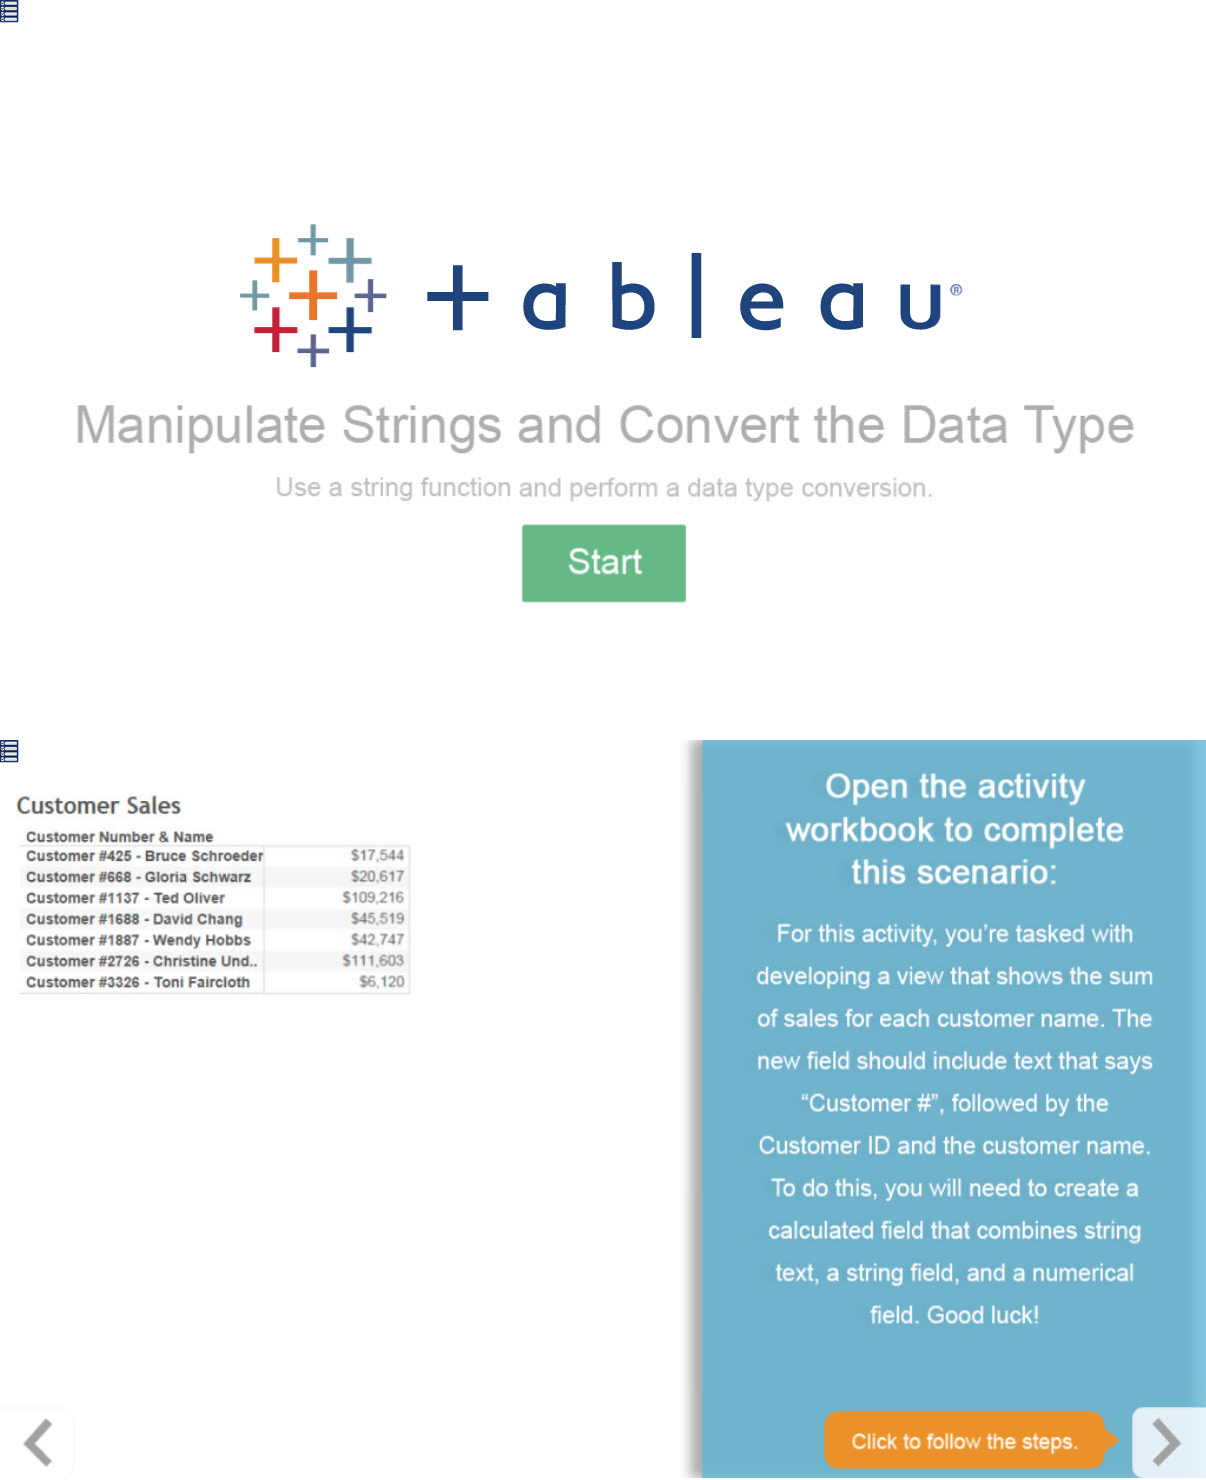 +ableau®
Manipulate Strings and Convert the Data Type
Use a string function and perform a data type conversion.
Start
Customer Sales
Customer Number & Name
Customer #425 - Bruce Schroeder $17,544
Customer #668 - Gloria Schwarz $20,617
Customer #1137 - Ted Oliver $109,216
Customer #1688 - David Chang $45,519
Customer #1887 - Wendy Hobbs $42,747
Customer #2726 - Christine Und.. $111,603
Customer #3326 - Toni Faircloth $6,120
Open the activity
workbook to complete
this scenario:
For this activity, you’re tasked with
developing a view that shows the sum
of sales for each customer name. The
new field should include text that says
“Customer #”, followed by the
Customer ID and the customer name.
To do this, you will need to create a
calculated field that combines string
text, a string field, and a numerical
field. Good luck!
Click to follow the steps.